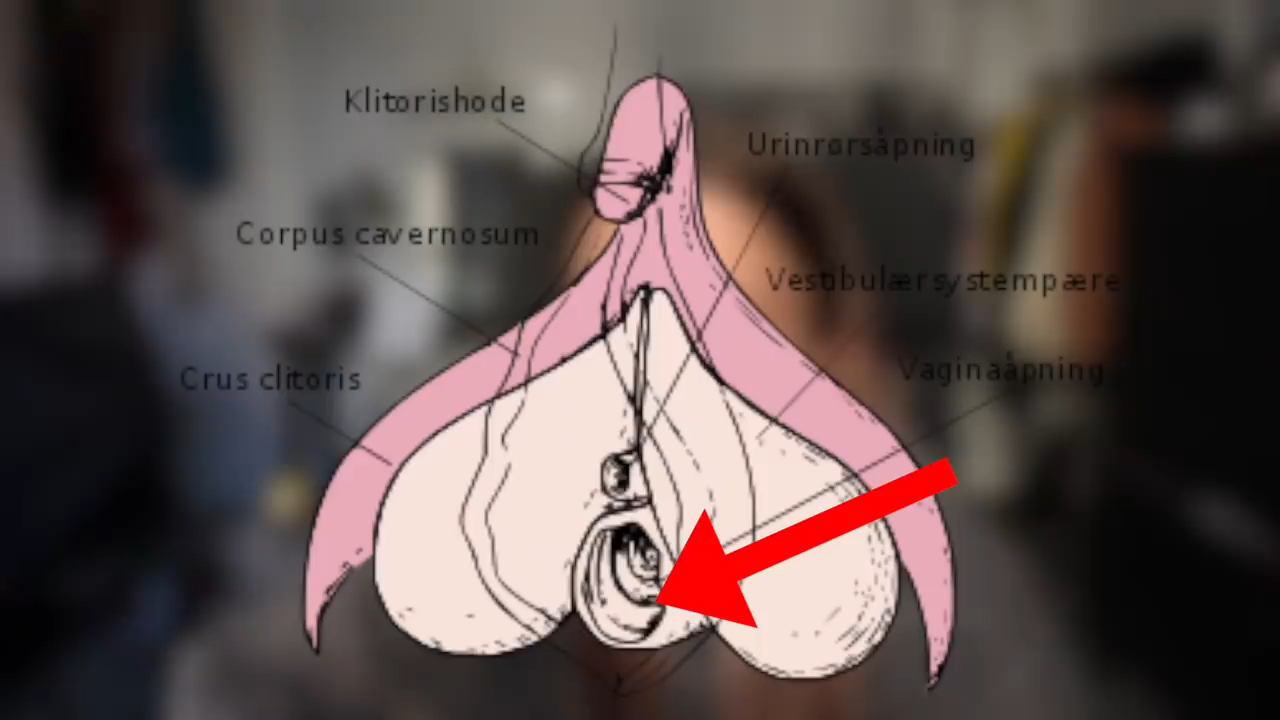 Klitorishode
Urinrørsåpning
Corpus cavernosum
Vestibulærsystempære
Vaginaåpning
Crus clitoris